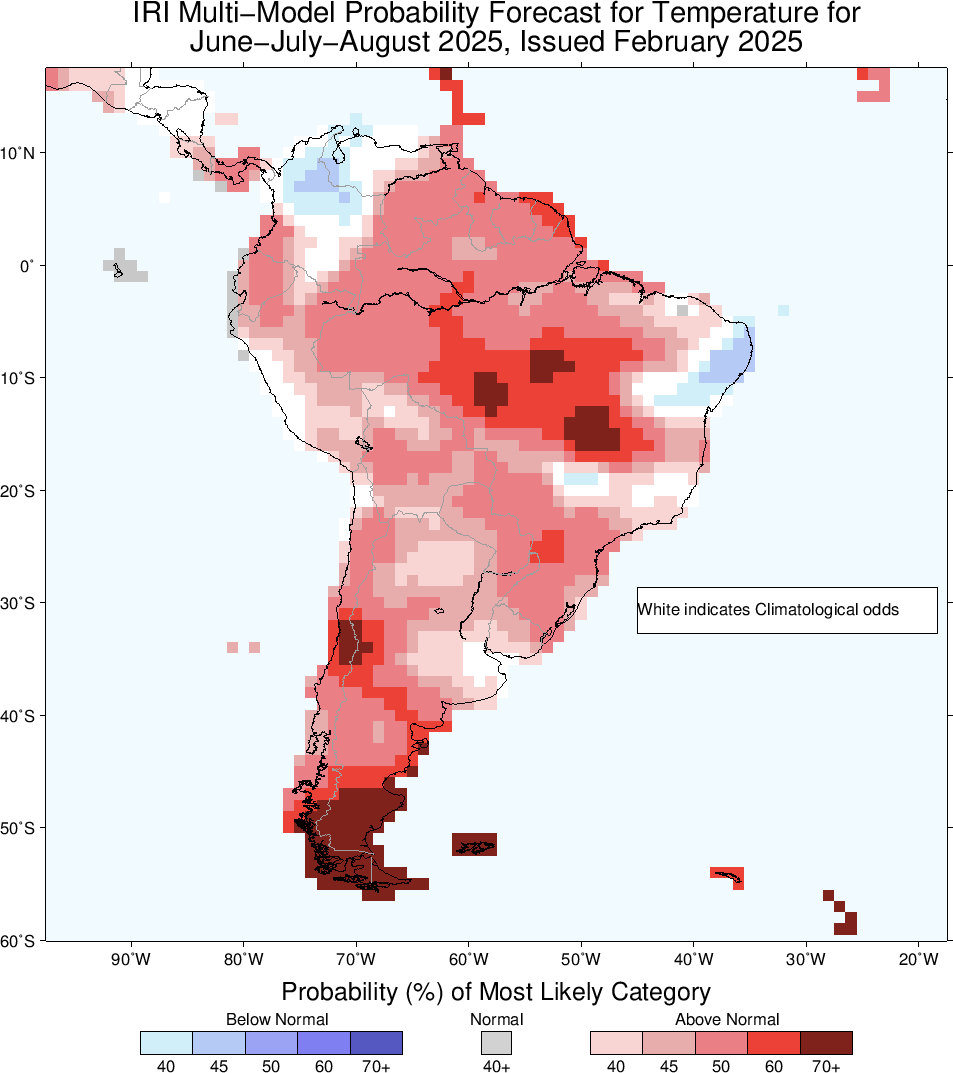 IRI Multi−Model Probability Forecast for Temperature for
June−July−August 2025, Issued February 2025
10˚N
0˚
10˚S
20˚S
30˚S
40˚S
50˚S
60˚S
White indicates Climatological odds
90˚W 80˚W 70˚W 60˚W 50˚W 40˚W 30˚W 20˚W
Probability (%) of Most Likely Category
Below Normal Normal Above Normal
40 45 50 60 70+ 40+ 40 45 50 60 70+